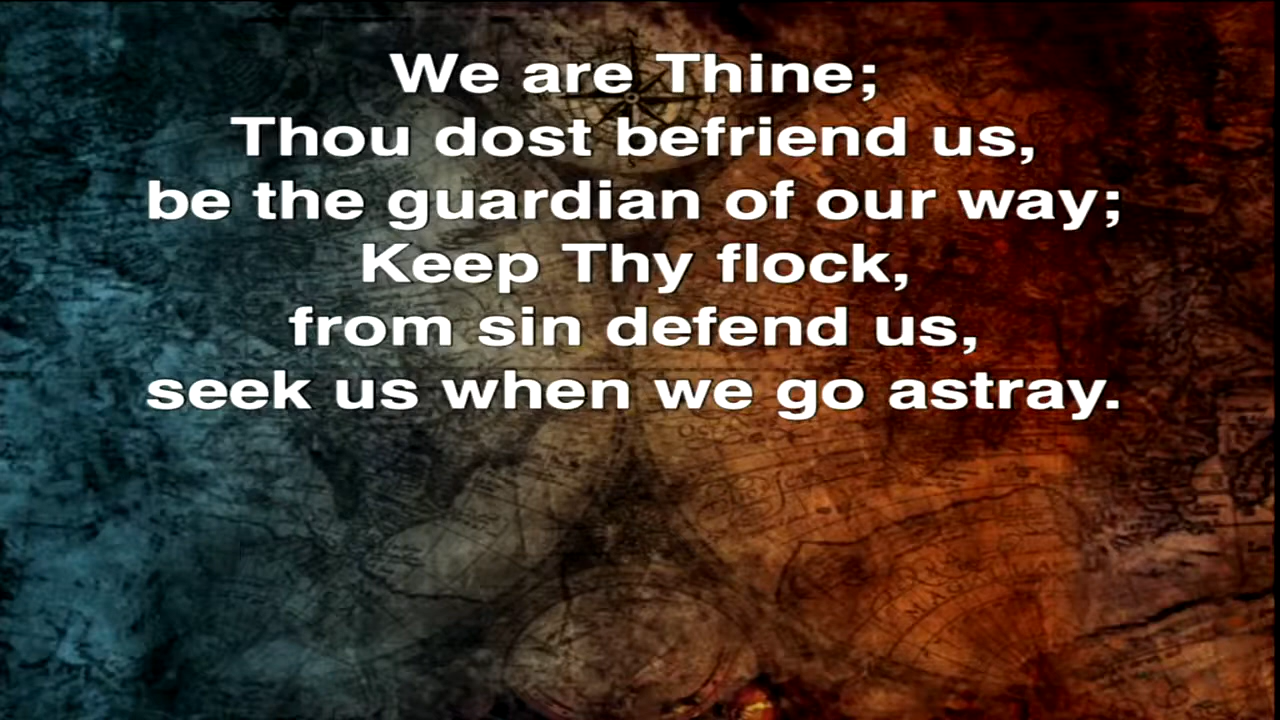 We are Thine;
Thou dost befriend us,
be the guardian of our way;
Keep Thy flock,
from sin defend us,
seek us when we go astray.